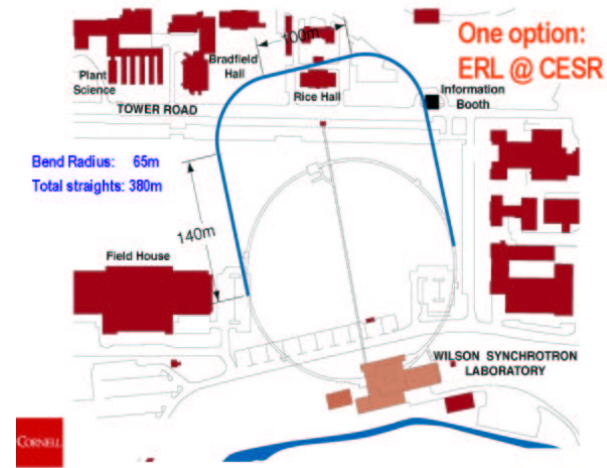 One option:
ERL @ CESR
100m
Bradfield
Hall
Plant
Science
Rice Hall
Information
Booth
TOWER ROAD
Bend Radius: 65m
Total straights: 380m
140m
Field House
WILSON SYNCHROTRON
LABORATORY
CORNELL